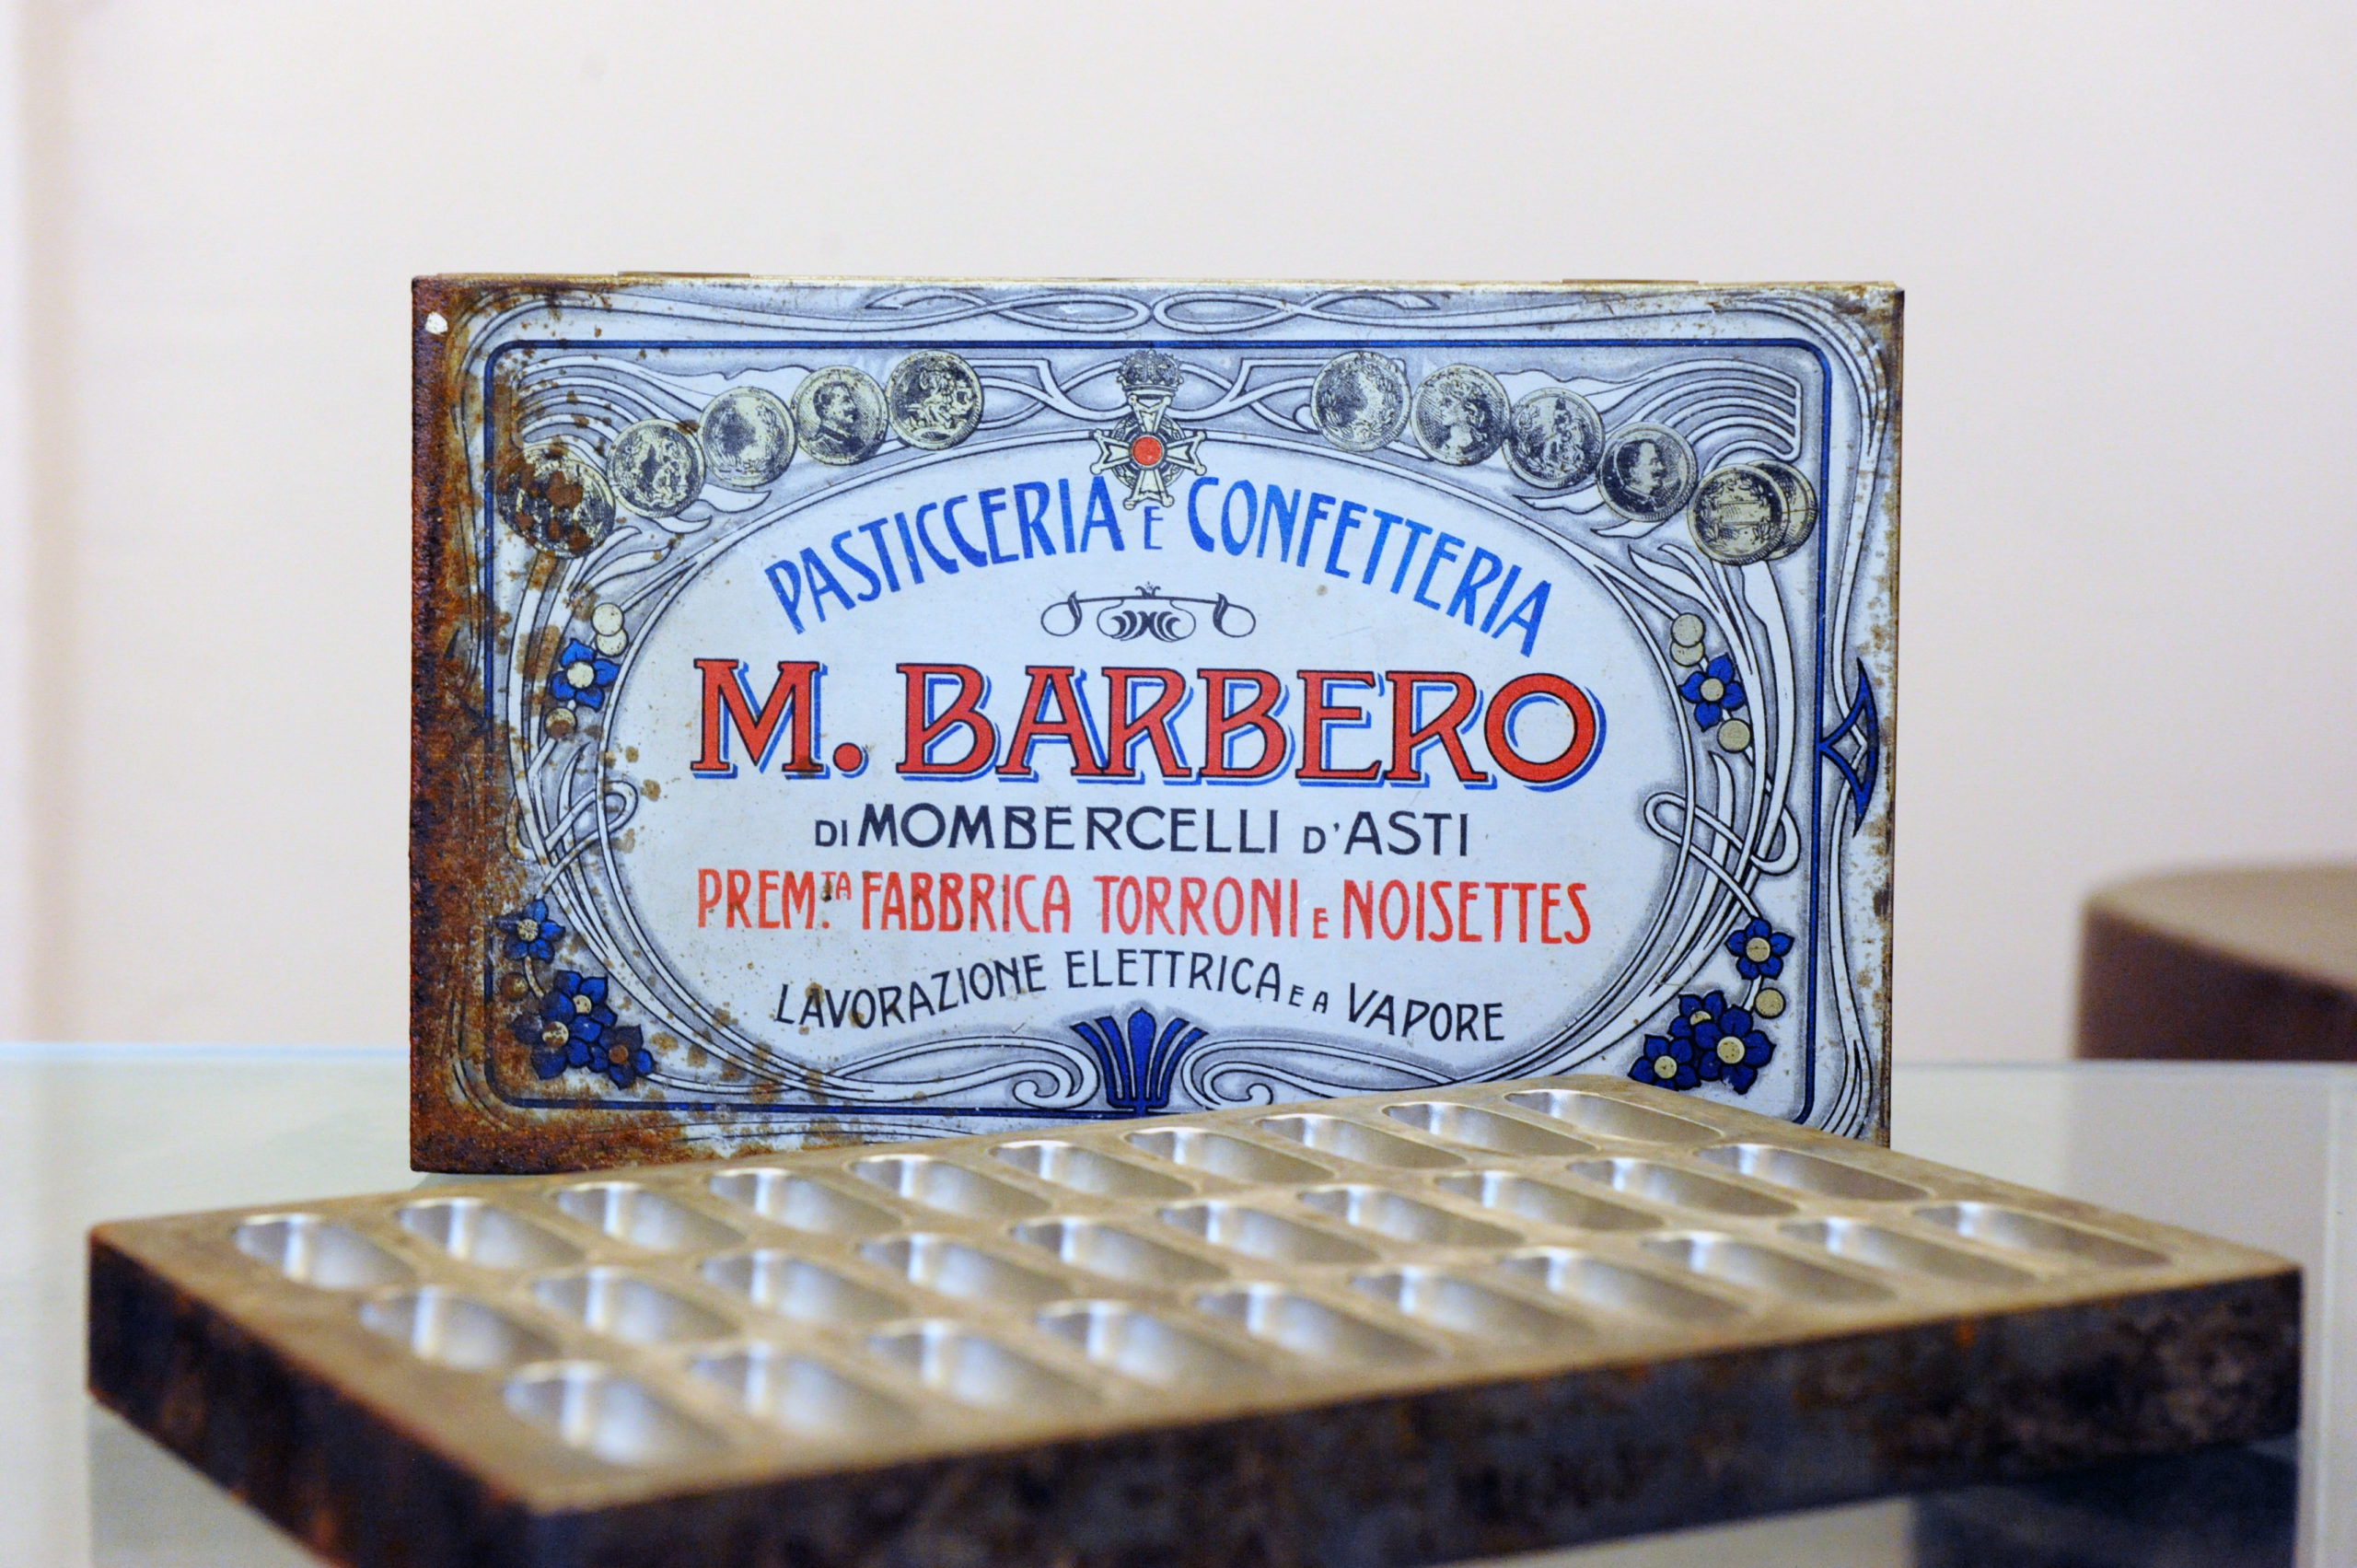 PASTICCERIA E CONFETTERIA
M. BARBERO
DI MOMBERCELLI D'ASTI
PREM.TA FABBRICA TORRONI E NOISETTES
LAVORAZIONE ELETTRICA E A VAPORE